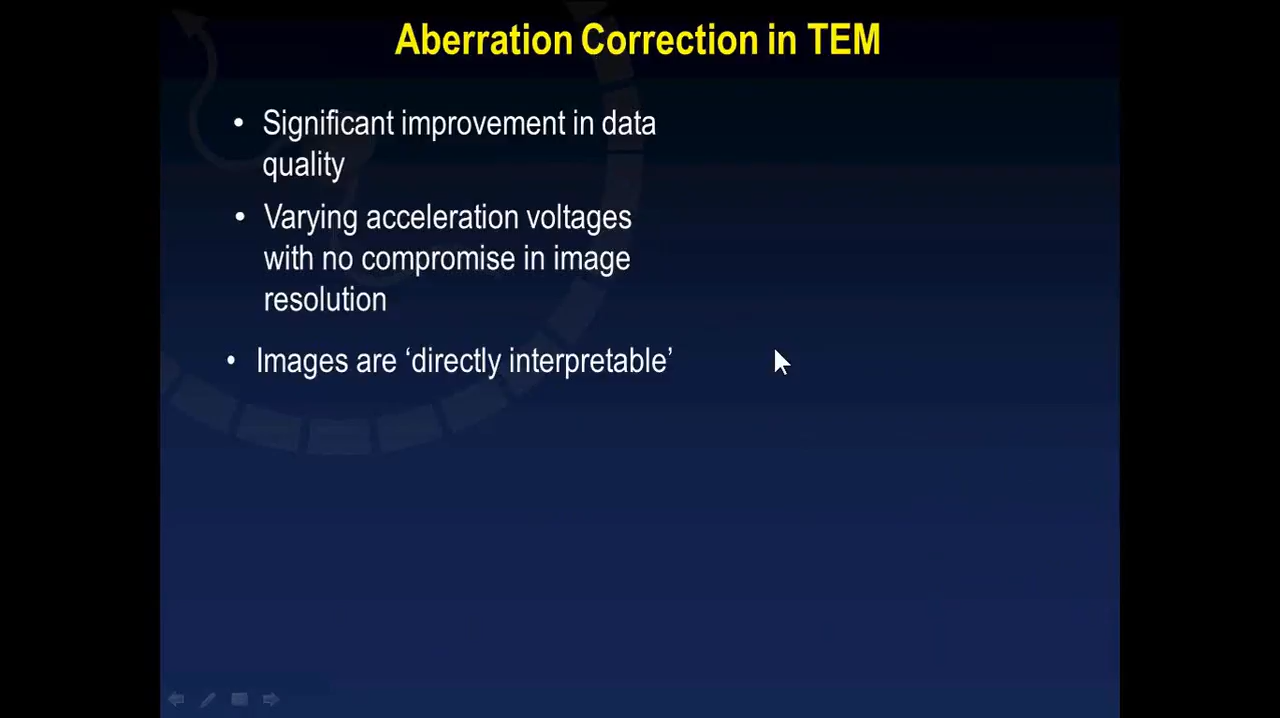 Aberration Correction in TEM
• Significant improvement in data
quality
• Varying acceleration voltages
with no compromise in image
resolution
• Images are ‘directly interpretable’